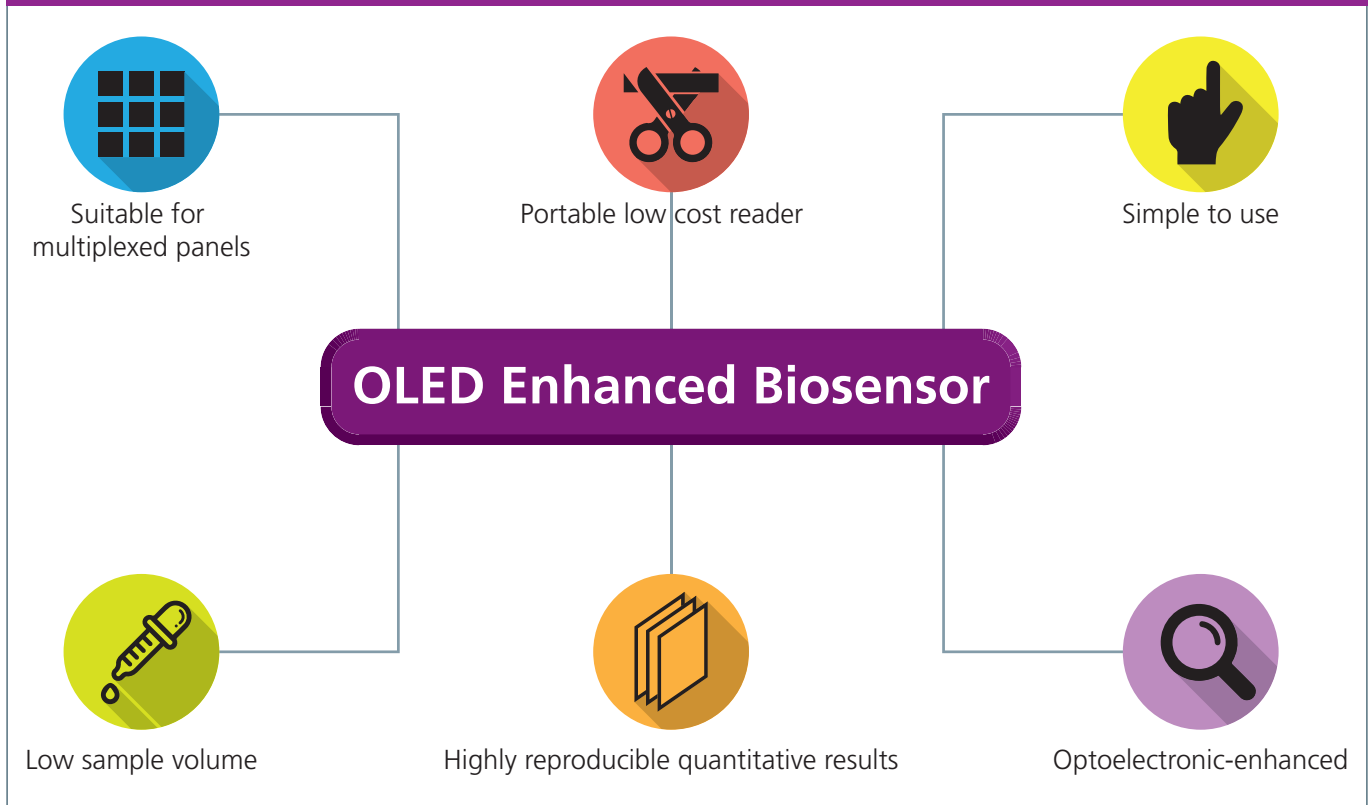 Suitable for
multiplexed panels
Portable low cost reader
Simple to use
OLED Enhanced Biosensor
Low sample volume
Highly reproducible quantitative results
Optoelectronic-enhanced